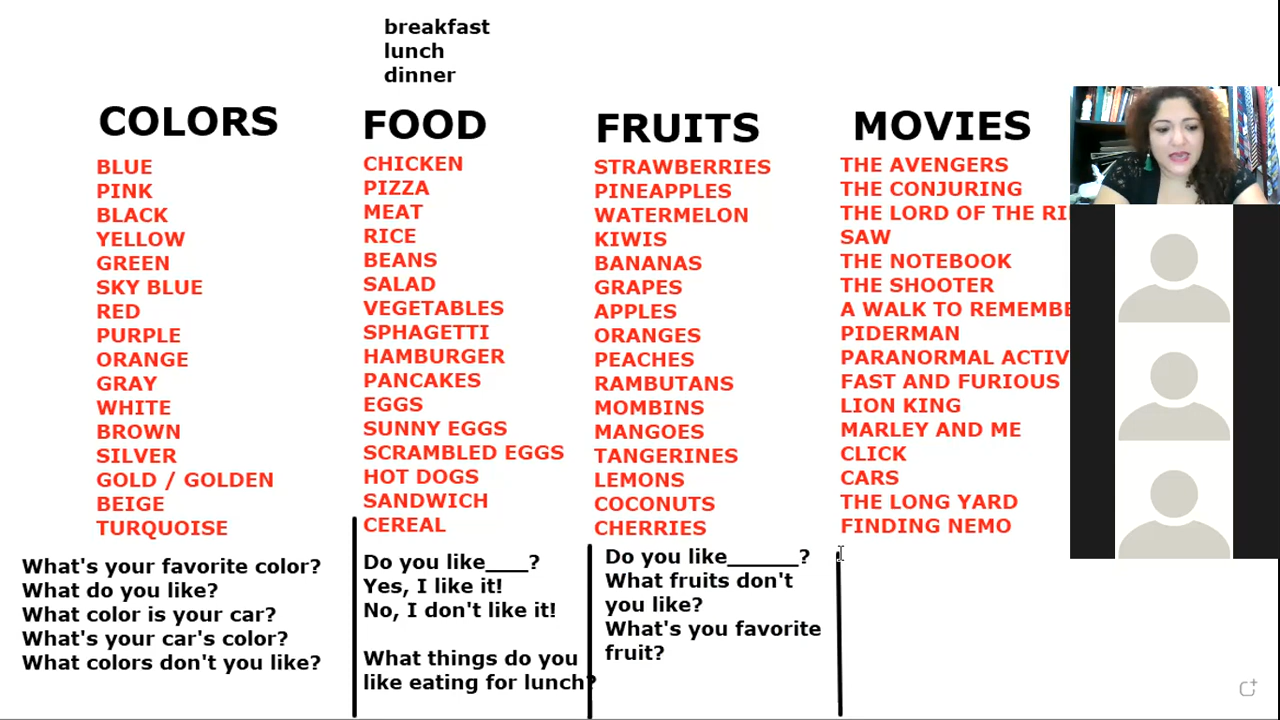 breakfast
lunch
dinner
COLORS
BLUE
PINK
BLACK
YELLOW
GREEN
SKY BLUE
RED
PURPLE
ORANGE
GRAY
WHITE
BROWN
SILVER
GOLD / GOLDEN
BEIGE
TURQUOISE
What's your favorite color?
What do you like?
What color is your car?
What's your car's color?
What colors don't you like?
FOOD
CHICKEN
PIZZA
MEAT
RICE
BEANS
SALAD
VEGETABLES
SPHAGETTI
HAMBURGER
PANCAKES
EGGS
SUNNY EGGS
SCRAMBLED EGGS
HOT DOGS
SANDWICH
CEREAL
Do you like____?
Yes, I like it!
No, I don't like it!
What things do you
like eating for lunch?
FRUITS
STRAWBERRIES
PINEAPPLES
WATERMELON
KIWIS
BANANAS
GRAPES
APPLES
ORANGES
PEACHES
RAMBUTANS
MOMBINS
MANGOES
TANGERINES
LEMONS
COCONUTS
CHERRIES
Do you like_______?
What fruits don't
you like?
What's you favorite
fruit?
MOVIES
THE AVENGERS
THE CONJURING
THE LORD OF THE RI
SAW
THE NOTEBOOK
THE SHOOTER
A WALK TO REMEMBE
PIDERMAN
PARANORMAL ACTIV
FAST AND FURIOUS
LION KING
MARLEY AND ME
CLICK
CARS
THE LONG YARD
FINDING NEMO